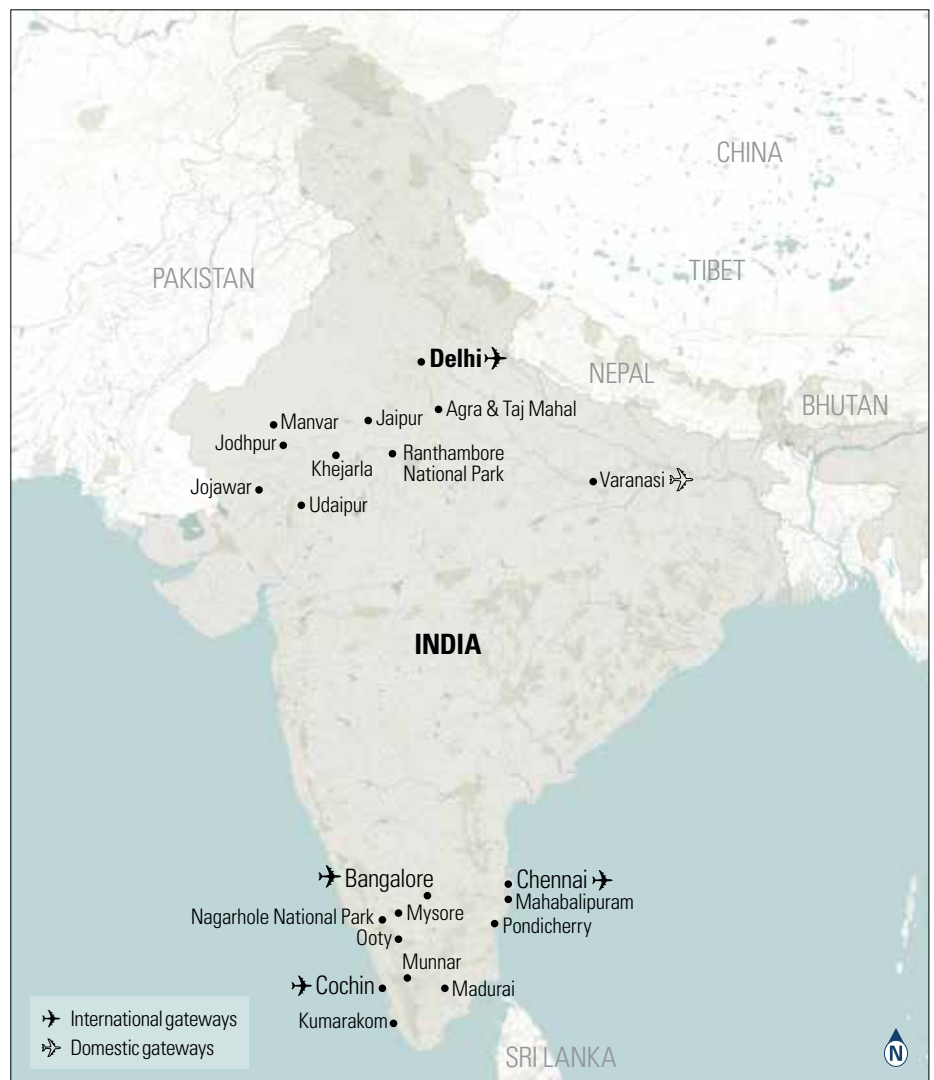 CHINA
TIBET
PAKISTAN
Delhi
NEPAL
BHUTAN
Agra & Taj Mahal
Manvar
Jaipur
Jodhpur
Khejarla
Ranthambore
National Park
Varanasi
Jojawar
Udaipur
INDIA
Bangalore
Chennai
Mahabalipuram
Nagarhole National Park
Mysore
Pondicherry
Ooty
Munnar
Cochin
Madurai
Kumarakom
International gateways
Domestic gateways
SRI LANKA
N